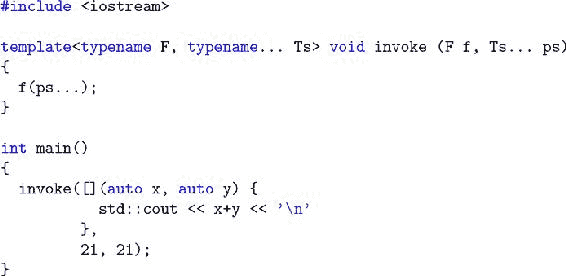 #include <iostream>

template<typename F, typename... Ts> void invoke (F f, Ts... ps)
{
  f(ps...);
}

int main()
{
  invoke([](auto x, auto y) {
           std::cout << x+y << '\n'
         },
         21, 21);
}